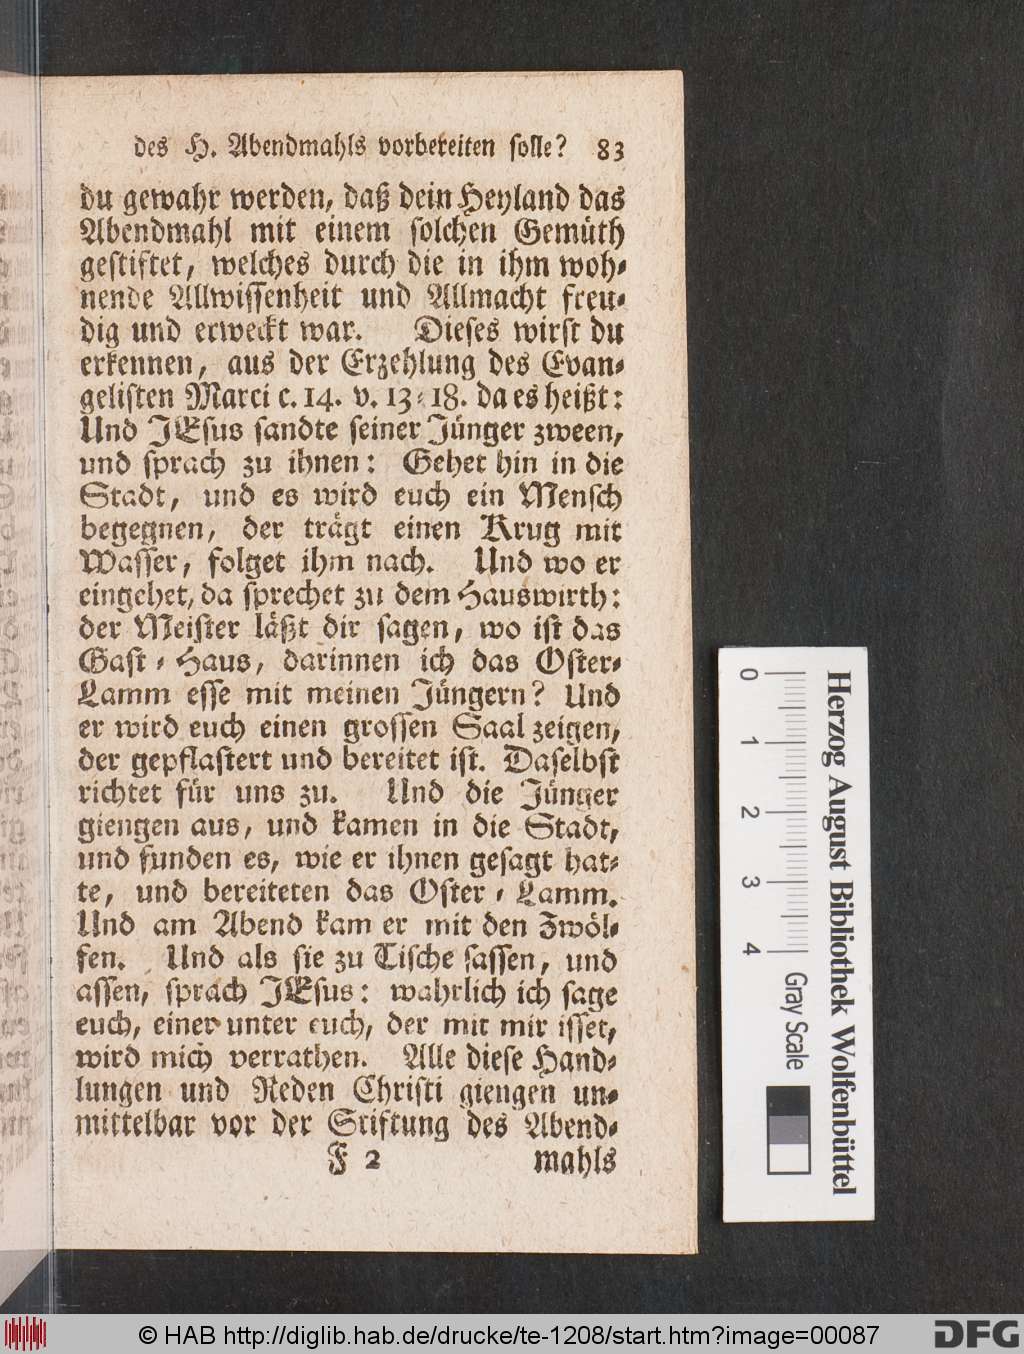 des H. Abendmahls vorbereiten solle? 83
du gewahr werden, daß dein Heyland das
Abendmahl mit einem solchen Gemüth
gestiftet, welches durch die in ihm woh-
nende Allwissenheit und Allmacht freu-
dig und erweckt war. Dieses wirst du
erkennen, aus der Erzehlung des Evan-
gelisten Marci c. 14. v. 13-18. da es heißt:
Und JEsus sandte seiner Jünger zween,
und sprach zu ihnen: Gehet hin in die
Stadt, und es wird euch ein Mensch
begegnen, der trägt einen Krug mit
Wasser, folget ihm nach. Und wo er
eingehet, da sprechet zu dem Hauswirth:
der Meister läßt dir sagen, wo ist das
Gast-Haus, darinnen ich das Oster-
Lamm esse mit meinen Jüngern? Und
er wird euch einen grossen Saal zeigen,
der gepflastert und bereitet ist. Daselbst
richtet für uns zu. Und die Jünger
giengen aus, und kamen in die Stadt,
und funden es, wie er ihnen gesagt hat-
te, und bereiteten das Oster-Lamm.
Und am Abend kam er mit den Zwöl-
fen. Und als sie zu Tische sassen, und
assen, sprach JEsus: wahrlich ich sage
euch, einer unter euch, der mit mir isset,
wird mich verrathen. Alle diese Hand-
lungen und Reden Christi giengen un-
mittelbar vor der Stiftung des Abend-
F 2 mahls
0 1 2 3 4 Gray Scale
Herzog August Bibliothek Wolfenbüttel
© HAB http://diglib.hab.de/drucke/te-1208/start.htm?image=00087
DFG